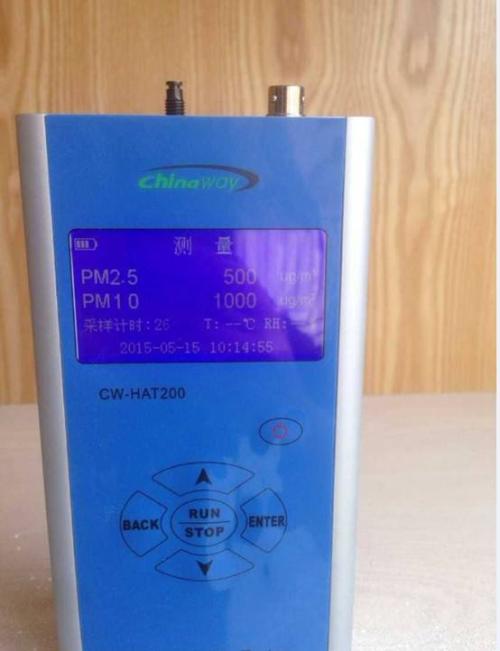 Chinaway
测 量
PM2.5 500 ug/m³
PM10 1000 ug/m³
采样计时:26 T: --℃ RH:--
2015-05-15 10:14:55
CW-HAT200
BACK RUN STOP ENTER